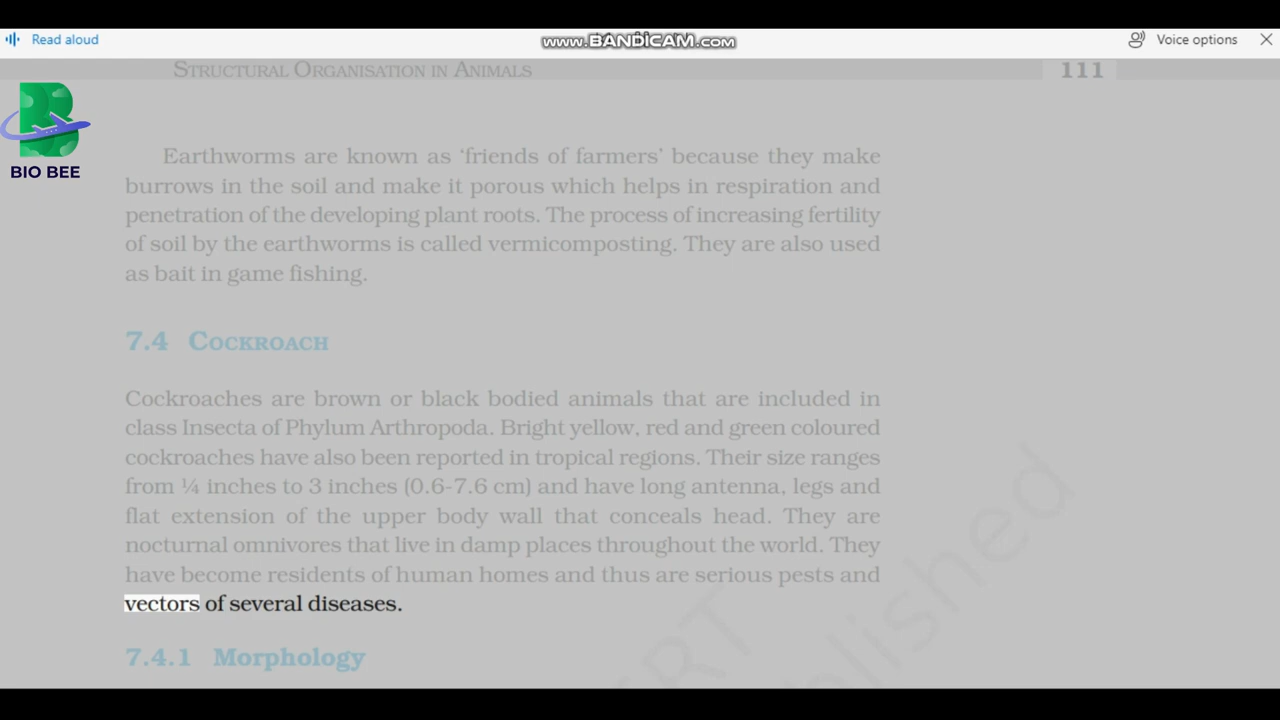 Read aloud
www.BANDICAM.com
Voice options
STRUCTURAL ORGANISATION IN ANIMALS
111
BIO BEE
Earthworms are known as ‘friends of farmers’ because they make
burrows in the soil and make it porous which helps in respiration and
penetration of the developing plant roots. The process of increasing fertility
of soil by the earthworms is called vermicomposting. They are also used
as bait in game fishing.
7.4 COCKROACH
Cockroaches are brown or black bodied animals that are included in
class Insecta of Phylum Arthropoda. Bright yellow, red and green coloured
cockroaches have also been reported in tropical regions. Their size ranges
from ¼ inches to 3 inches (0.6-7.6 cm) and have long antenna, legs and
flat extension of the upper body wall that conceals head. They are
nocturnal omnivores that live in damp places throughout the world. They
have become residents of human homes and thus are serious pests and
vectors of several diseases.
7.4.1 Morphology